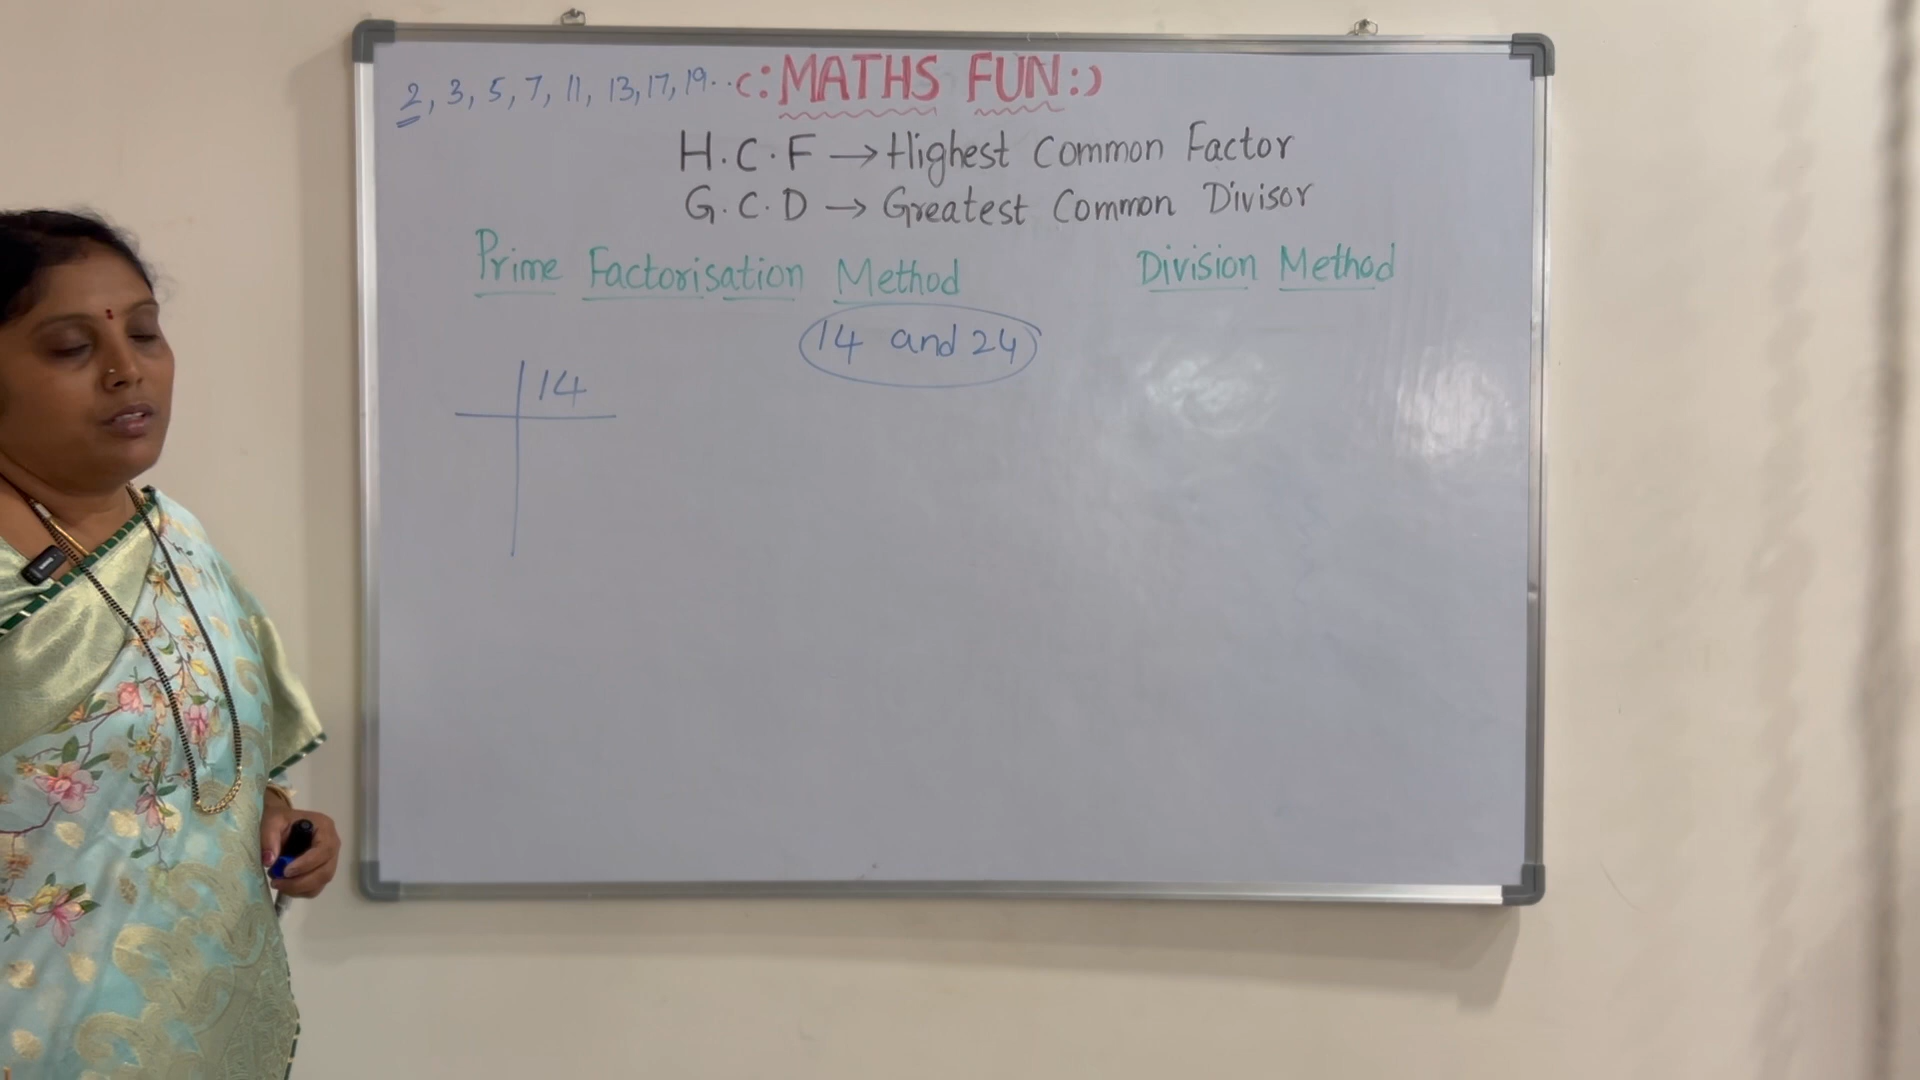 2, 3, 5, 7, 11, 13, 17, 19.. (: MATHS FUN :)
H.C.F → Highest Common Factor
G.C.D → Greatest Common Divisor
Prime Factorisation Method
Division Method
14 and 24
14